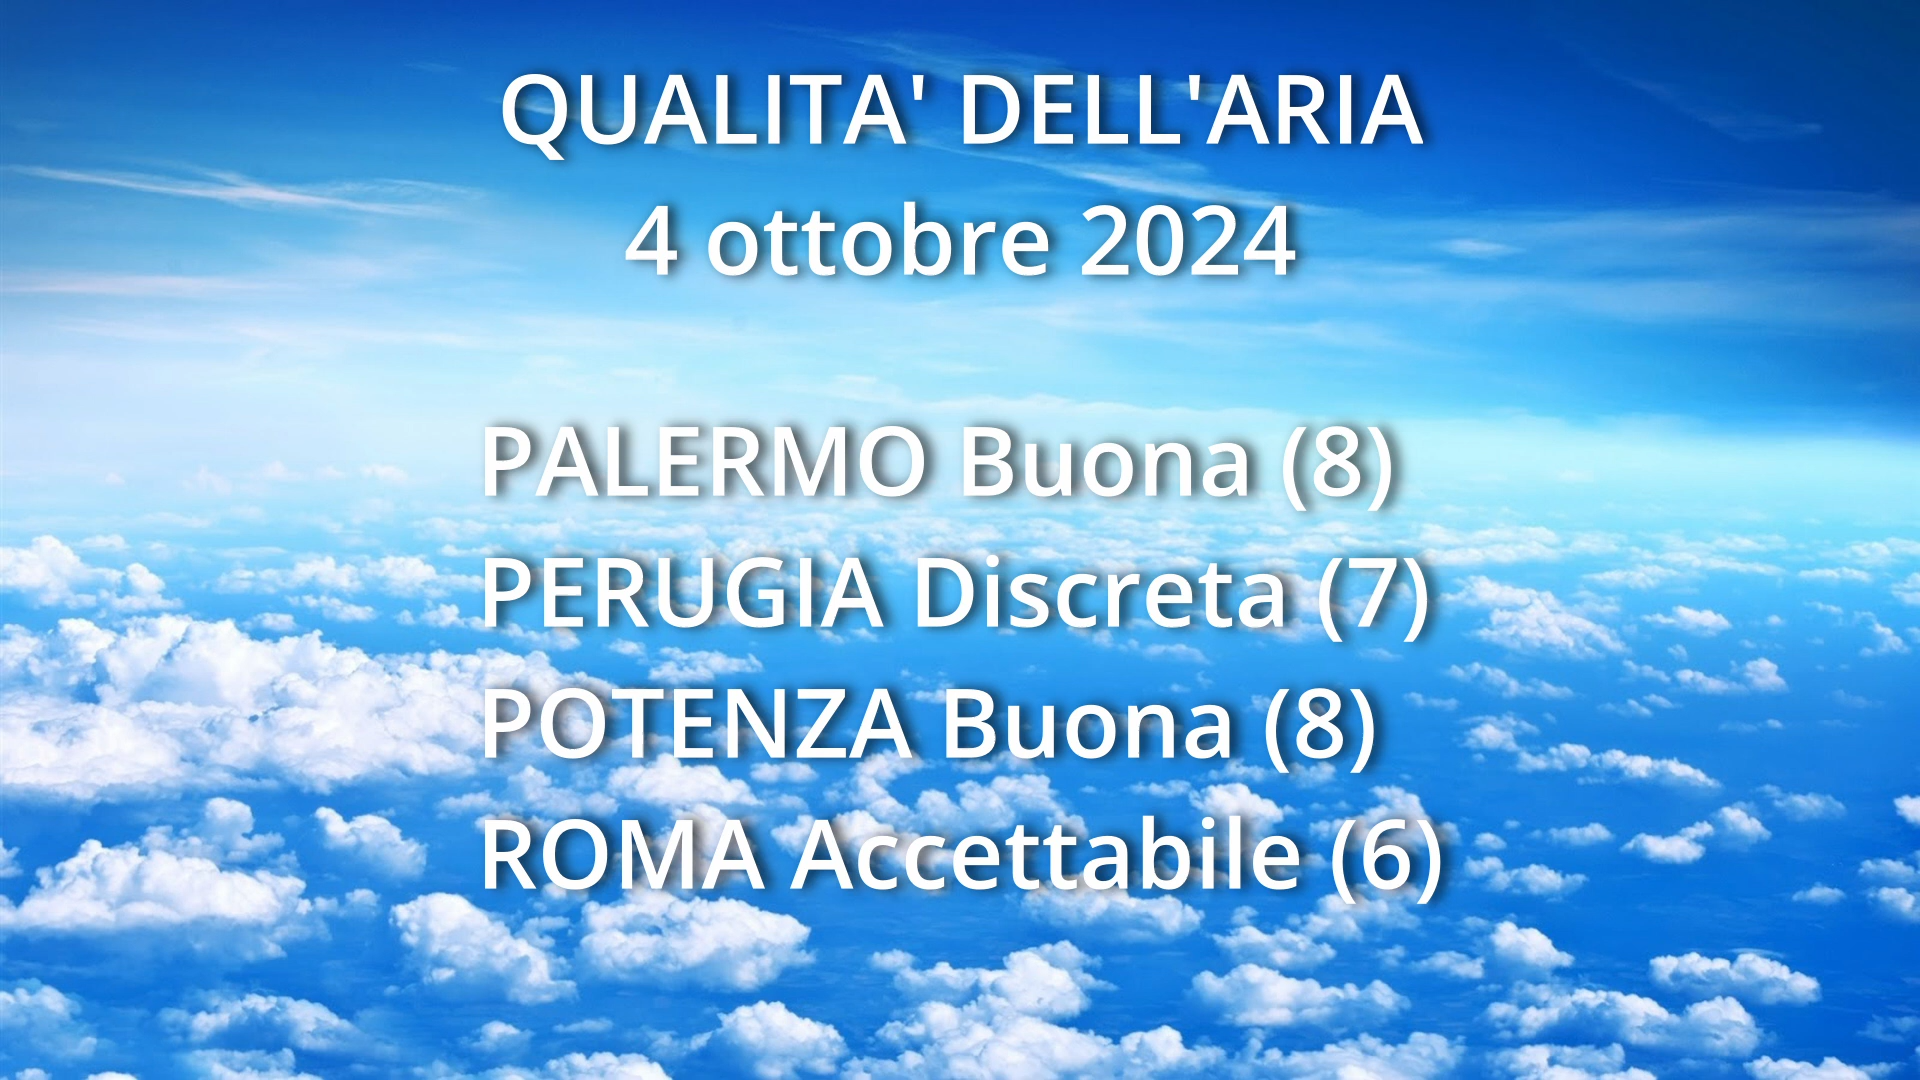 QUALITA' DELL'ARIA
4 ottobre 2024
PALERMO Buona (8)
PERUGIA Discreta (7)
POTENZA Buona (8)
ROMA Accettabile (6)